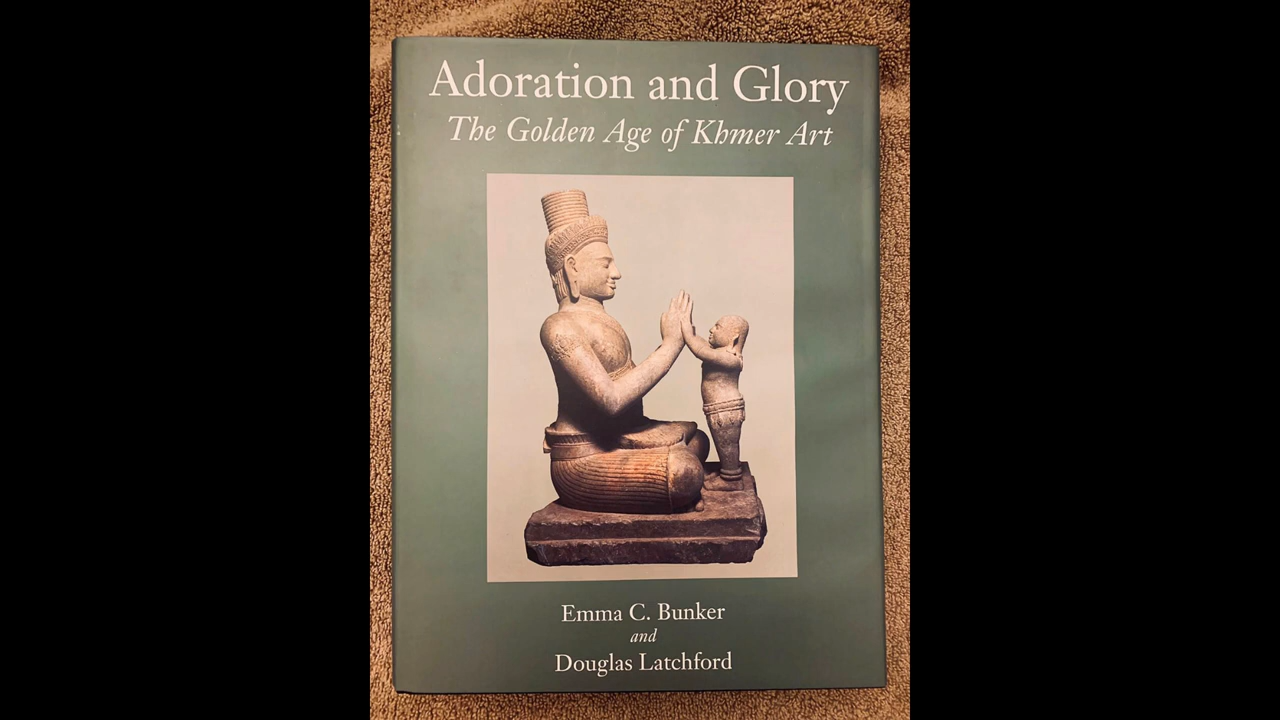 Adoration and Glory
The Golden Age of Khmer Art
Emma C. Bunker
and
Douglas Latchford